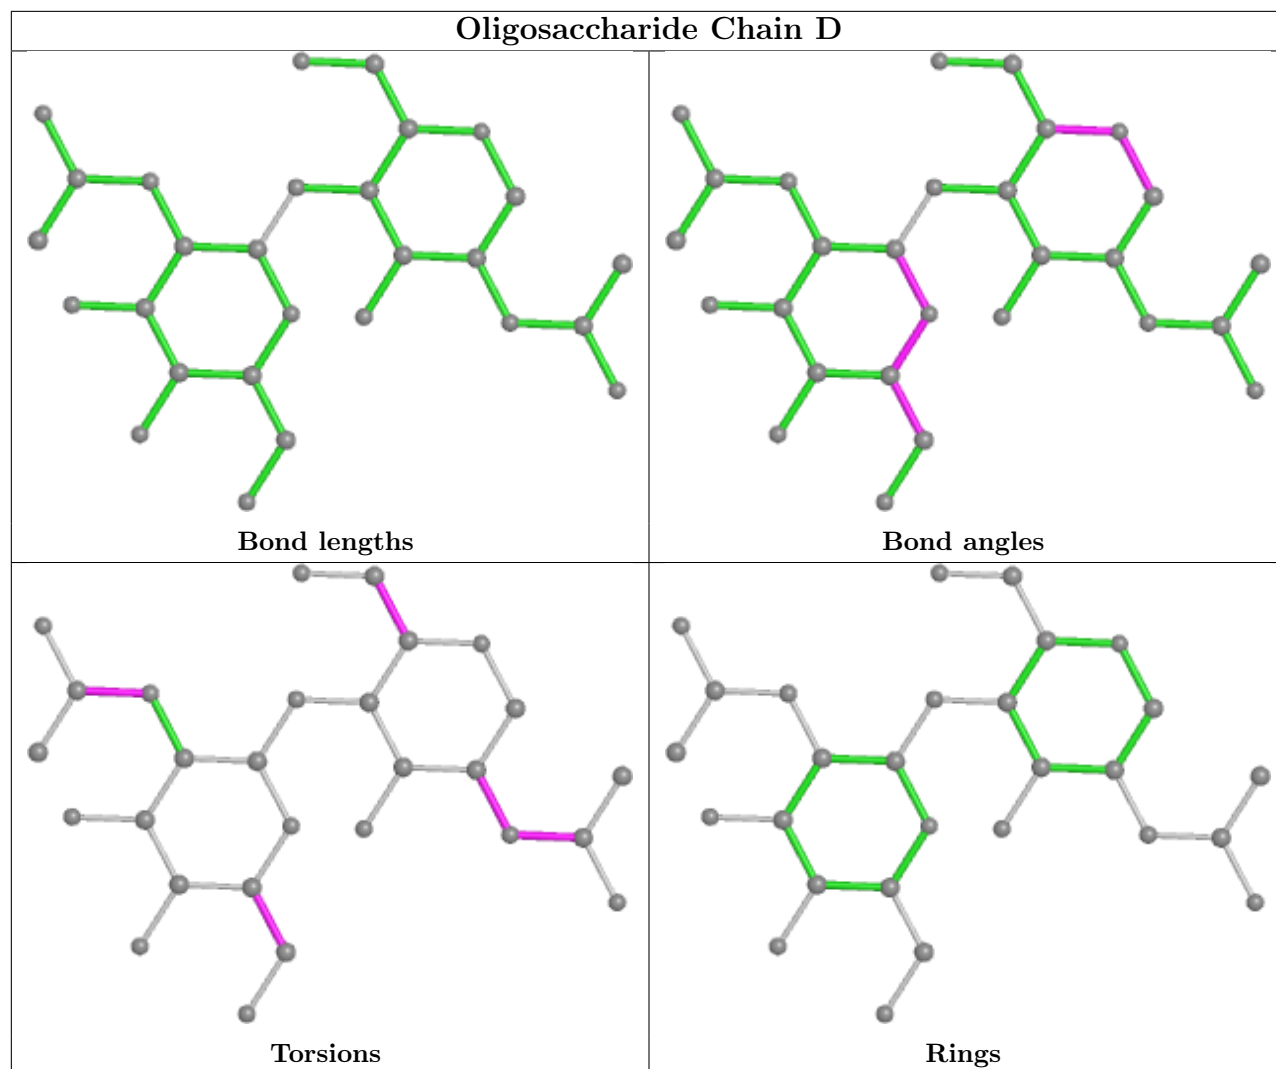 Oligosaccharide Chain D
Bond lengths
Bond angles
Torsions
Rings